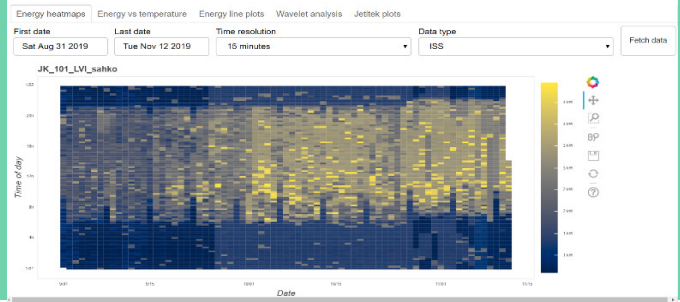 Energy heatmaps Energy vs temperature Energy line plots Wavelet analysis Jetitek plots
First date Last date Time resolution Data type
Sat Aug 31 2019 Tue Nov 12 2019 15 minutes ISS Fetch data
JK_101_LVI_sahko
Time of day
Date